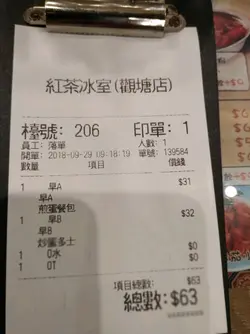 紅茶冰室(觀塘店)
檯號: 206 印單: 1
員工: 落單 人數: 1
開單: 2018-09-29 09:18:19 單號: 139584
數量 項目 價錢
1 早A $31
早A
煎蛋餐包
1 早B $32
早B
炒蛋多士
1 0水 $0
1 0T $0
項目總數: $63
總數: $63